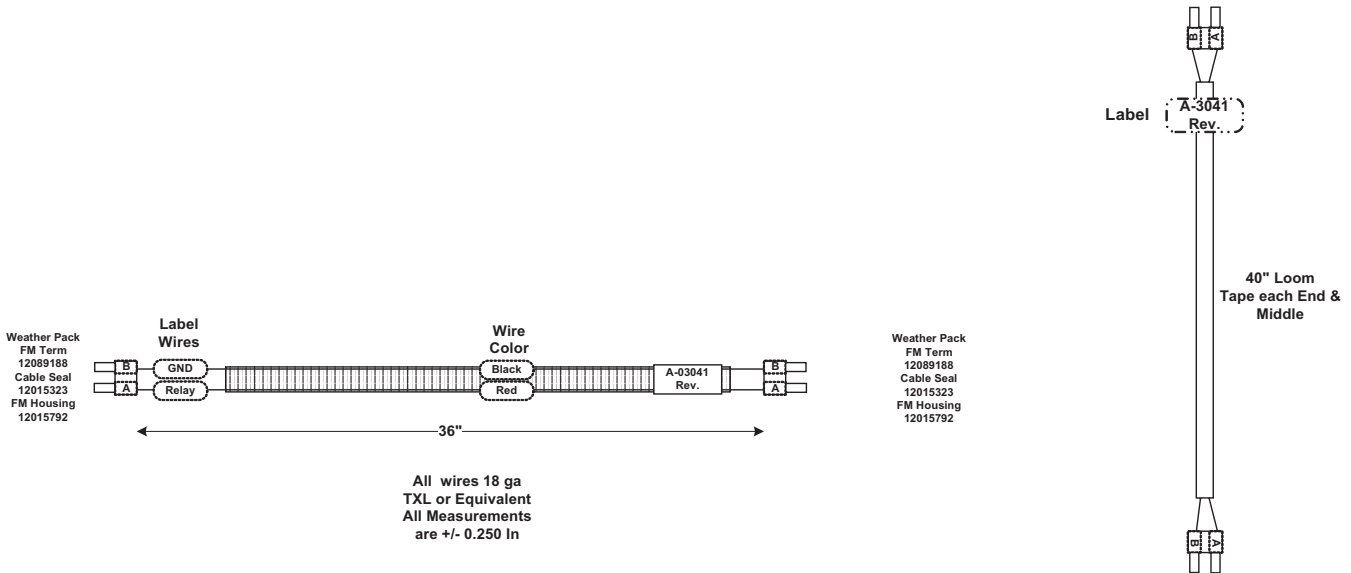 Weather Pack
FM Term
12089188
Cable Seal
12015323
FM Housing
12015792
Label
Wires
B
GND
A
Relay
Wire
Color
Black
Red
A-03041
Rev.
B
A
36"
All wires 18 ga
TXL or Equivalent
All Measurements
are +/- 0.250 In
Weather Pack
FM Term
12089188
Cable Seal
12015323
FM Housing
12015792
B A
Label
A-3041
Rev.
40" Loom
Tape each End &
Middle
B A